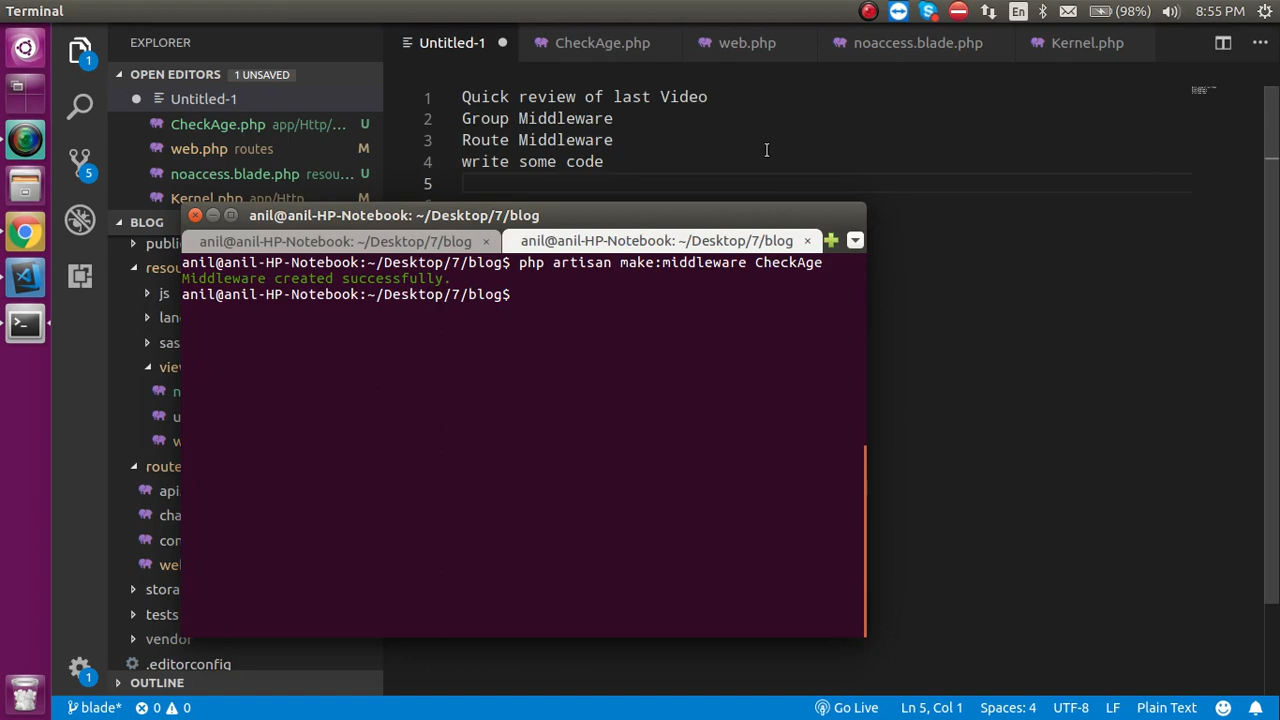 Terminal
En
(98%)
8:55 PM
EXPLORER
1
OPEN EDITORS 1 UNSAVED
Untitled-1
CheckAge.php app/Http/... U
web.php routes M
noaccess.blade.php resou... M
Kernel.php app/Http M
BLOG
Untitled-1
CheckAge.php
web.php
noaccess.blade.php
Kernel.php
1 Quick review of last Video
2 Group Middleware
3 Route Middleware
4 write some code
5
5
anil@anil-HP-Notebook: ~/Desktop/7/blog
anil@anil-HP-Notebook: ~/Desktop/7/blog ×
anil@anil-HP-Notebook: ~/Desktop/7/blog ×
anil@anil-HP-Notebook:~/Desktop/7/blog$ php artisan make:middleware CheckAge
Middleware created successfully.
anil@anil-HP-Notebook:~/Desktop/7/blog$
js
storage
tests
vendor
.editorconfig
OUTLINE
1
blade*
0
0
Go Live
Ln 5, Col 1
Spaces: 4
UTF-8
LF
Plain Text